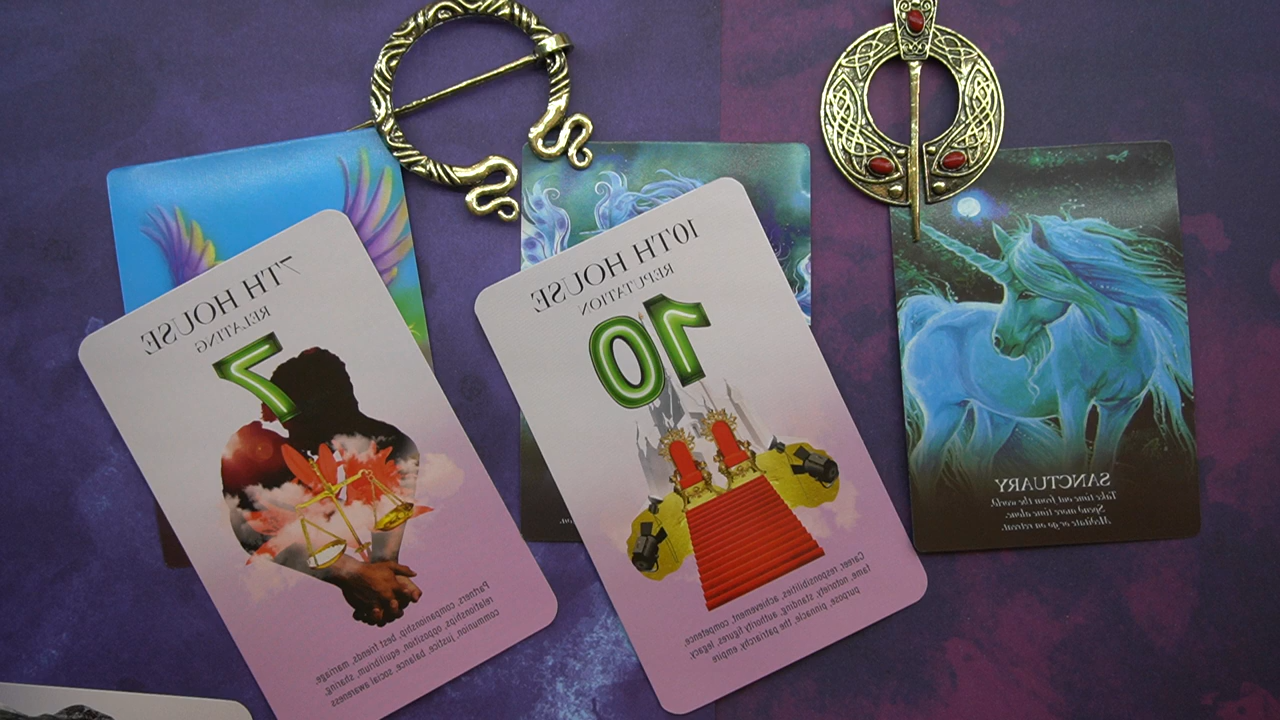 7TH HOUSE
RELATING
7
Partners, companionship, best friends, marriage,
relationships, opposition, equilibrium, sharing,
communion, justice, balance, social awareness
10TH HOUSE
REPUTATION
10
Career, responsibilities, achievement, competence,
fame, notoriety, standing, authority figures, legacy,
purpose, pinnacle, the patriarchy, empire
SANCTUARY
Take time out from the world.
Spend more time alone.
Meditate or go on retreat.